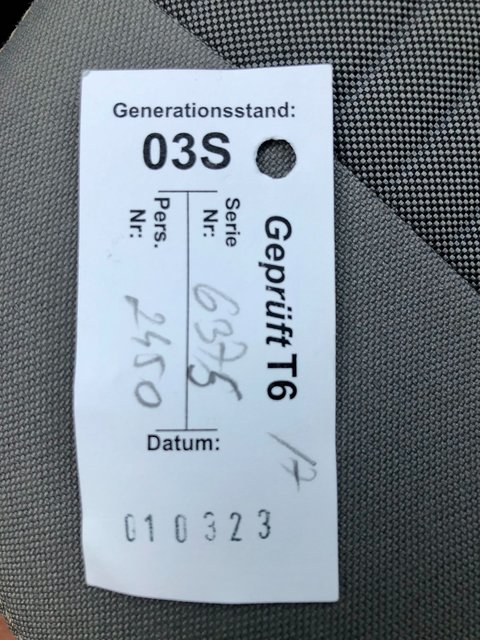 Generationsstand:
03S
Geprüft T6
17
Serie
Nr:
6375
Pers.
Nr:
2450
Datum:
010323